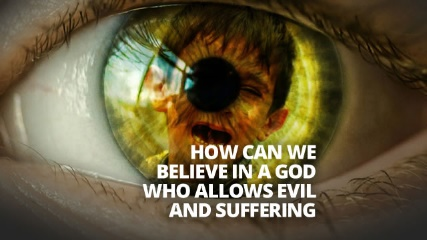 HOW CAN WE
BELIEVE IN A GOD
WHO ALLOWS EVIL
AND SUFFERING